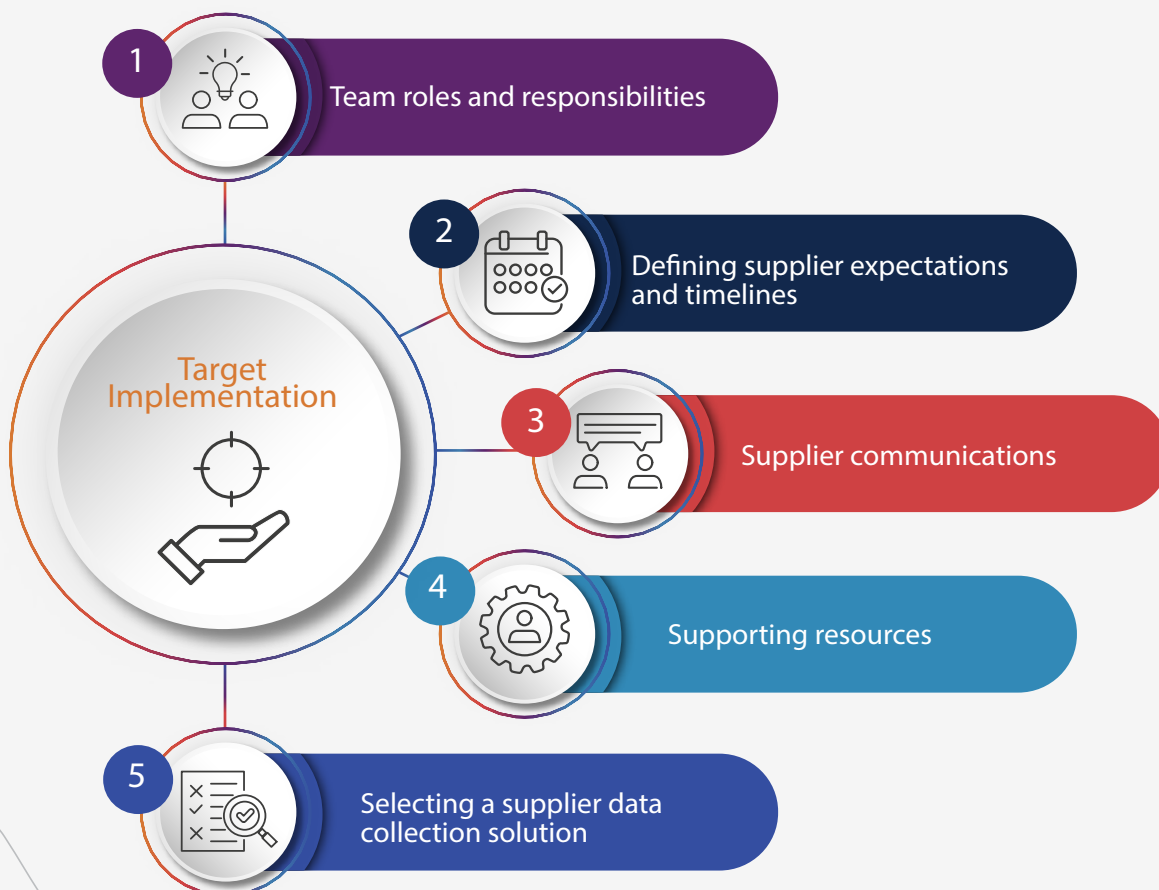 1
Team roles and responsibilities
2
Defining supplier expectations
and timelines
Target
Implementation
3
Supplier communications
4
Supporting resources
5
Selecting a supplier data
collection solution